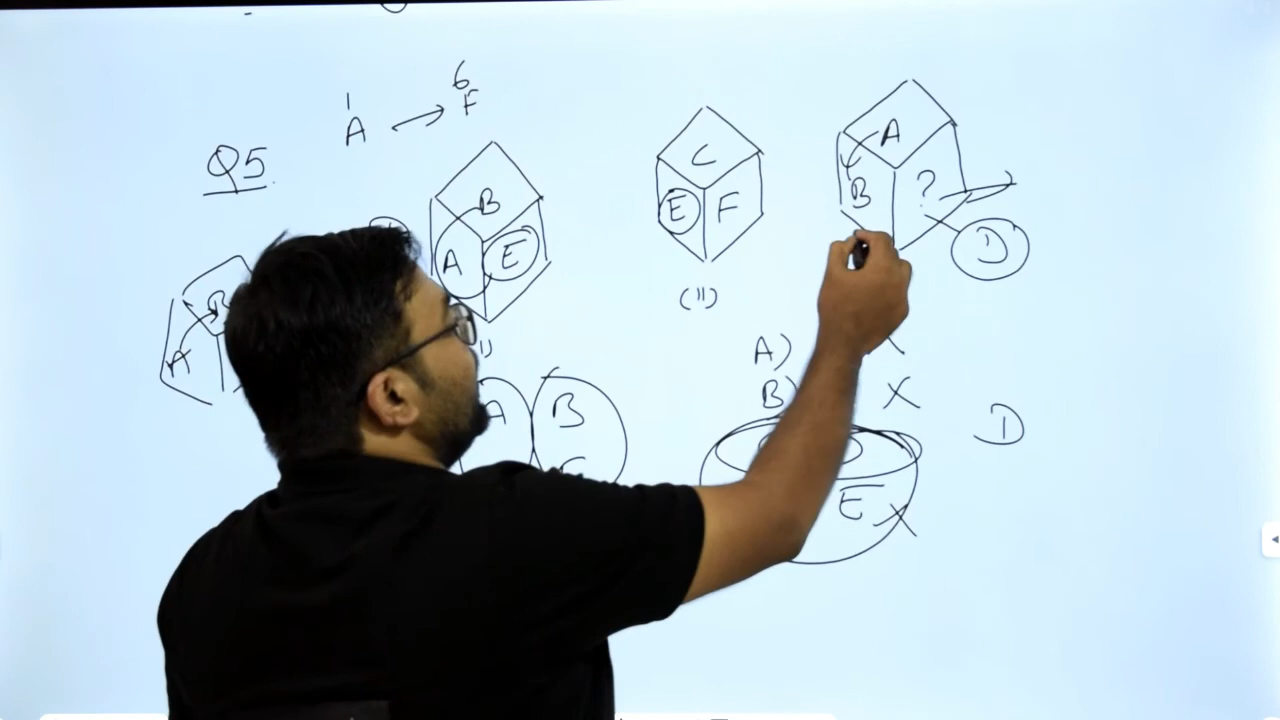 6
1
A → F
Q5
B
A E
C
E F
(II)
A
B ?
D
B
A
A B
A)
B) X
D
E X